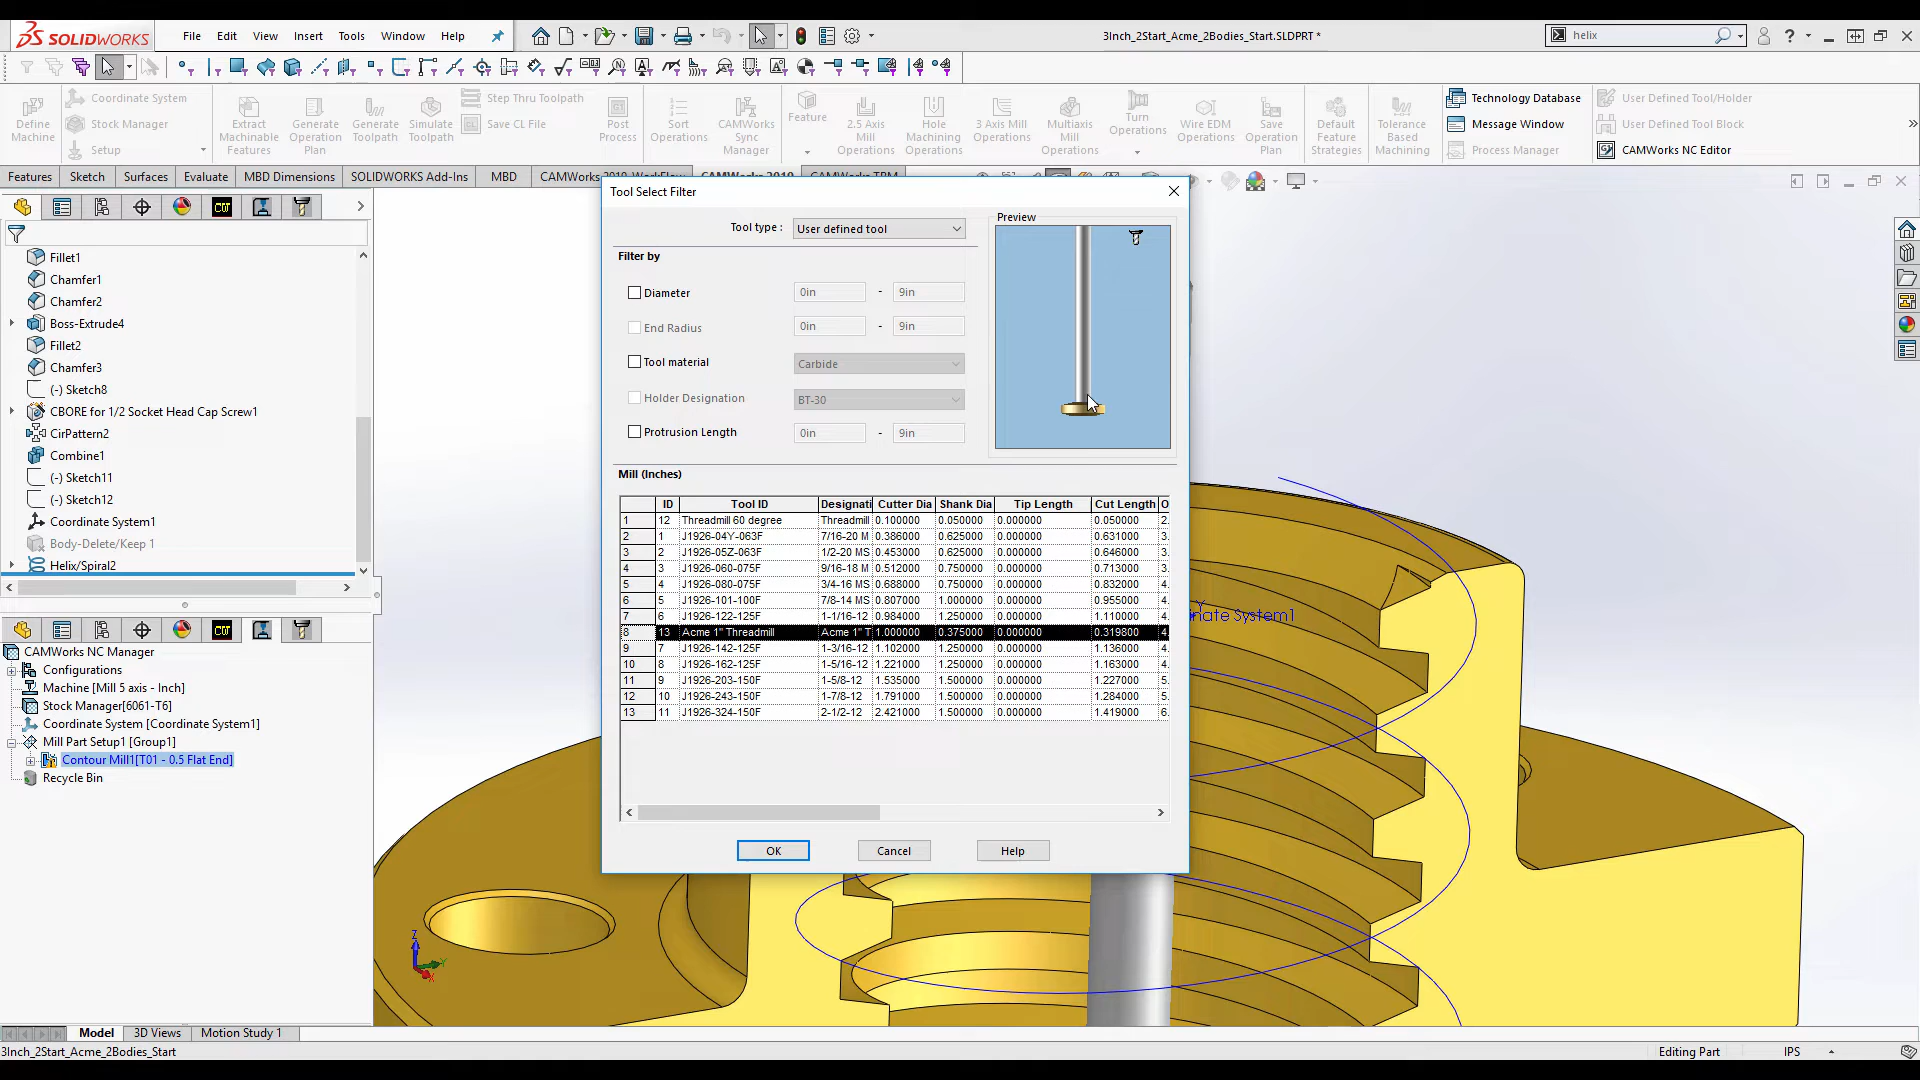 SOLIDWORKS
File Edit View Insert Tools Window Help
3Inch_2Start_Acme_2Bodies_Start.SLDPRT *
helix
Define Machine
Coordinate System
Stock Manager
Setup
Extract Machinable Features
Generate Operation Plan
Generate Toolpath
Simulate Toolpath
Step Thru Toolpath
Save CL File
Post Process
Sort Operations
CAMWorks Sync Manager
Feature
2.5 Axis Mill Operations
Hole Machining Operations
3 Axis Mill Operations
Multiaxis Mill Operations
Turn Operations
Wire EDM Operations
Save Operation Plan
Default Feature Strategies
Tolerance Based Machining
Technology Database
Message Window
Process Manager
User Defined Tool/Holder
User Defined Tool Block
CAMWorks NC Editor
Features Sketch Surfaces Evaluate MBD Dimensions SOLIDWORKS Add-Ins MBD
Fillet1
Chamfer1
Chamfer2
Boss-Extrude4
Fillet2
Chamfer3
(-) Sketch8
CBORE for 1/2 Socket Head Cap Screw1
CirPattern2
Combine1
(-) Sketch11
(-) Sketch12
Coordinate System1
Body-Delete/Keep 1
Helix/Spiral2
CAMWorks NC Manager
Configurations
Machine [Mill 5 axis - Inch]
Stock Manager[6061-T6]
Coordinate System [Coordinate System1]
Mill Part Setup1 [Group1]
Contour Mill1[T01 - 0.5 Flat End]
Recycle Bin
Tool Select Filter
Tool type : User defined tool
Preview
Filter by
Diameter 0in - 9in
End Radius 0in - 9in
Tool material Carbide
Holder Designation BT-30
Protrusion Length 0in - 9in
Mill (Inches)
ID Tool ID Designati Cutter Dia Shank Dia Tip Length Cut Length O
1 12 Threadmill 60 degree Threadmill 0.100000 0.050000 0.000000 0.050000 2.
2 1 J1926-04Y-063F 7/16-20 M 0.386000 0.625000 0.000000 0.631000 3.
3 2 J1926-05Z-063F 1/2-20 MS 0.453000 0.625000 0.000000 0.646000 3.
4 3 J1926-060-075F 9/16-18 M 0.512000 0.750000 0.000000 0.713000 3.
5 4 J1926-080-075F 3/4-16 MS 0.688000 0.750000 0.000000 0.832000 4.
6 5 J1926-101-100F 7/8-14 MS 0.807000 1.000000 0.000000 0.955000 4.
7 6 J1926-122-125F 1-1/16-12 0.984000 1.250000 0.000000 1.110000 4.
8 13 Acme 1" Threadmill Acme 1" T 1.000000 0.375000 0.000000 0.319800 4.
9 7 J1926-142-125F 1-3/16-12 1.102000 1.250000 0.000000 1.136000 4.
10 8 J1926-162-125F 1-5/16-12 1.221000 1.250000 0.000000 1.163000 4.
11 9 J1926-203-150F 1-5/8-12 1.535000 1.500000 0.000000 1.227000 5.
12 10 J1926-243-150F 1-7/8-12 1.791000 1.500000 0.000000 1.284000 5.
13 11 J1926-324-150F 2-1/2-12 2.421000 1.500000 0.000000 1.419000 6.
OK Cancel Help
inate System1
Z
Model 3D Views Motion Study 1
3Inch_2Start_Acme_2Bodies_Start
Editing Part
IPS